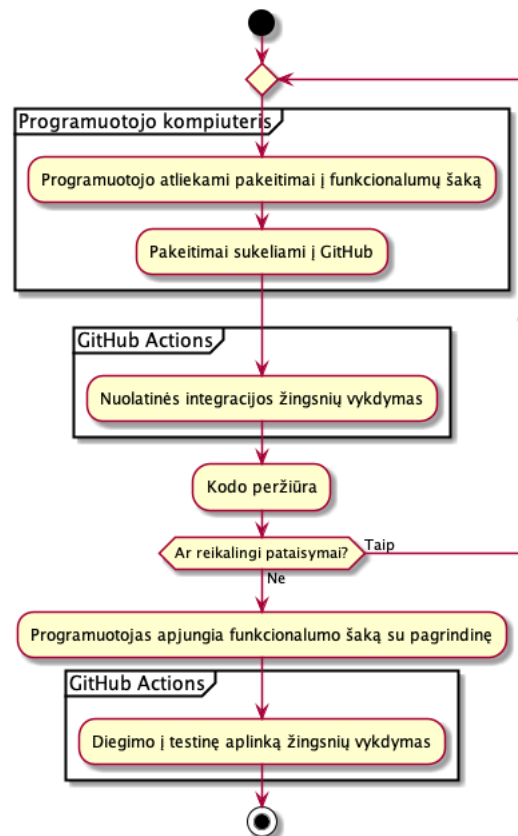 Programuotojo kompiuteris
Programuotojo atliekami pakeitimai į funkcionalumų šaką
Pakeitimai sukeliami į GitHub
GitHub Actions
Nuolatinės integracijos žingsnių vykdymas
Kodo peržiūra
Ar reikalingi pataisymai?
Taip
Ne
Programuotojas apjungia funkcionalumo šaką su pagrindinę
GitHub Actions
Diegimo į testinę aplinką žingsnių vykdymas